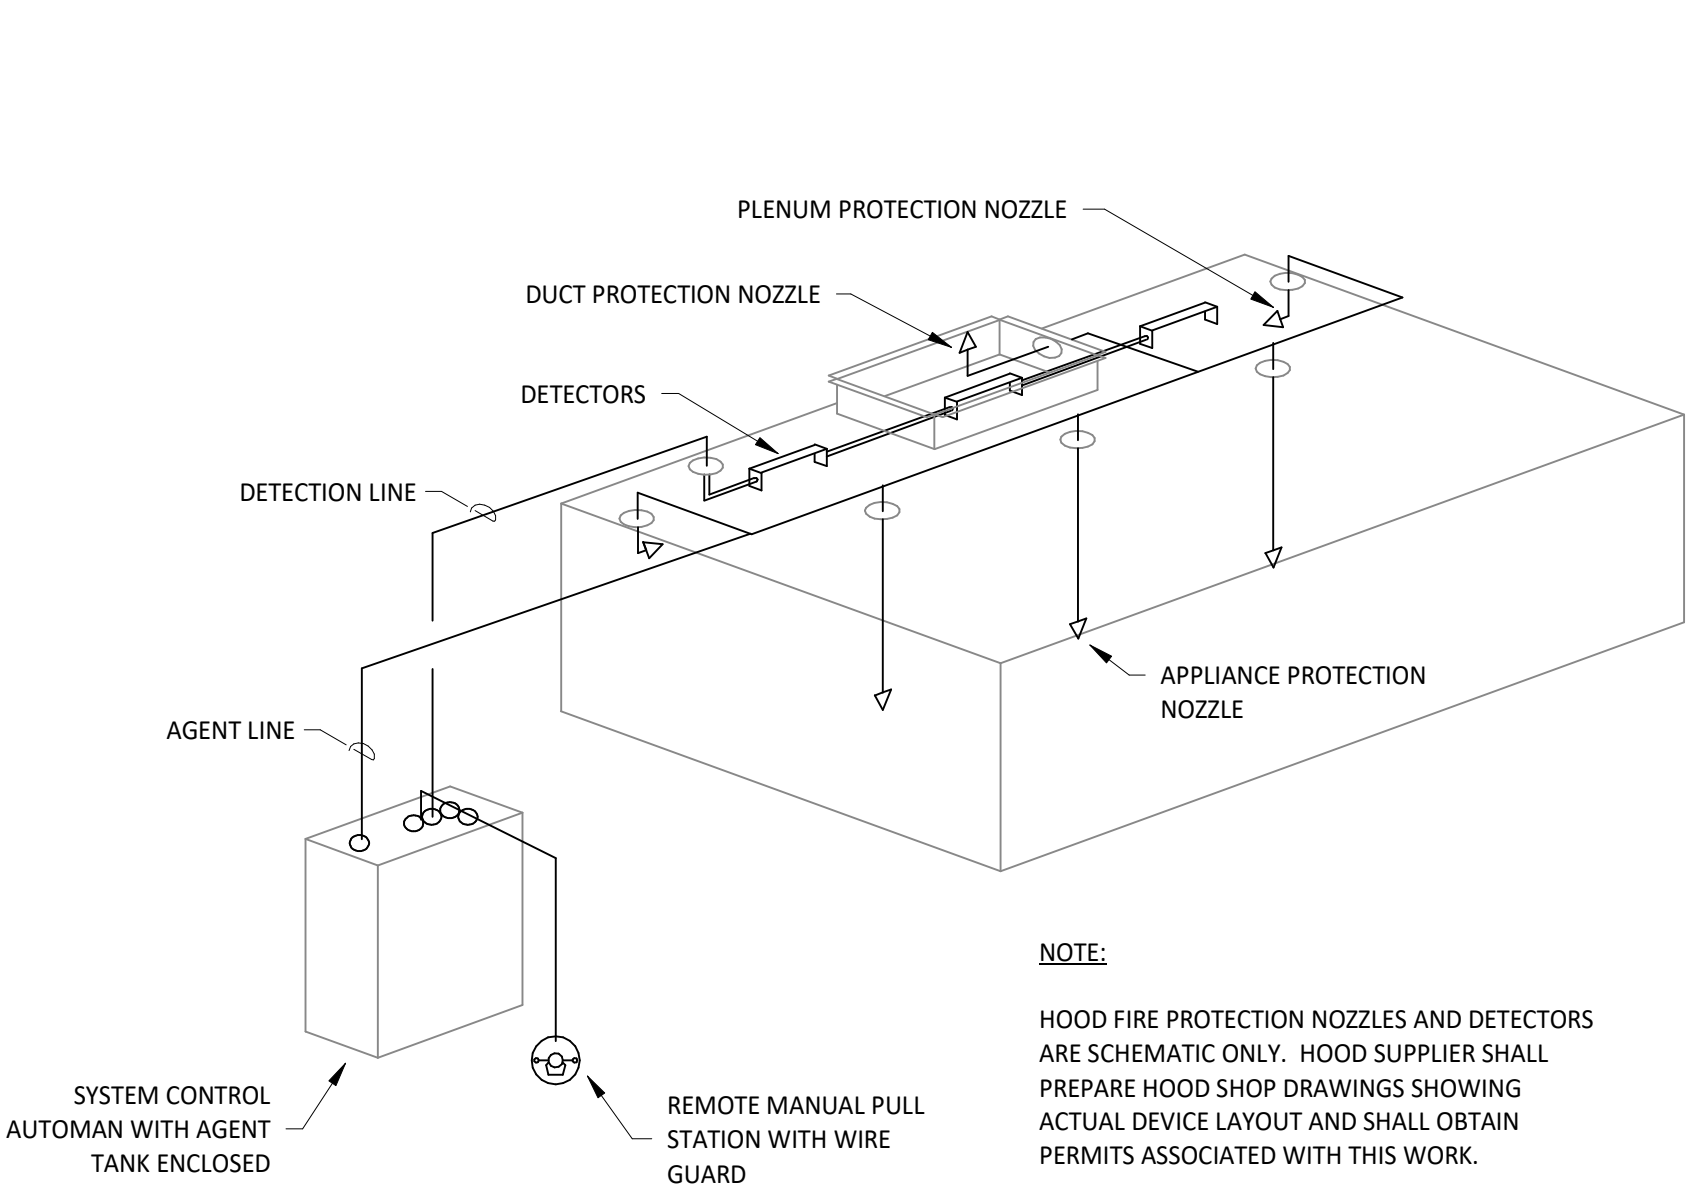 PLENUM PROTECTION NOZZLE
DUCT PROTECTION NOZZLE
DETECTORS
DETECTION LINE
APPLIANCE PROTECTION
NOZZLE
AGENT LINE
NOTE:
HOOD FIRE PROTECTION NOZZLES AND DETECTORS
ARE SCHEMATIC ONLY.  HOOD SUPPLIER SHALL
PREPARE HOOD SHOP DRAWINGS SHOWING
ACTUAL DEVICE LAYOUT AND SHALL OBTAIN
PERMITS ASSOCIATED WITH THIS WORK.
SYSTEM CONTROL
AUTOMAN WITH AGENT
TANK ENCLOSED
REMOTE MANUAL PULL
STATION WITH WIRE
GUARD